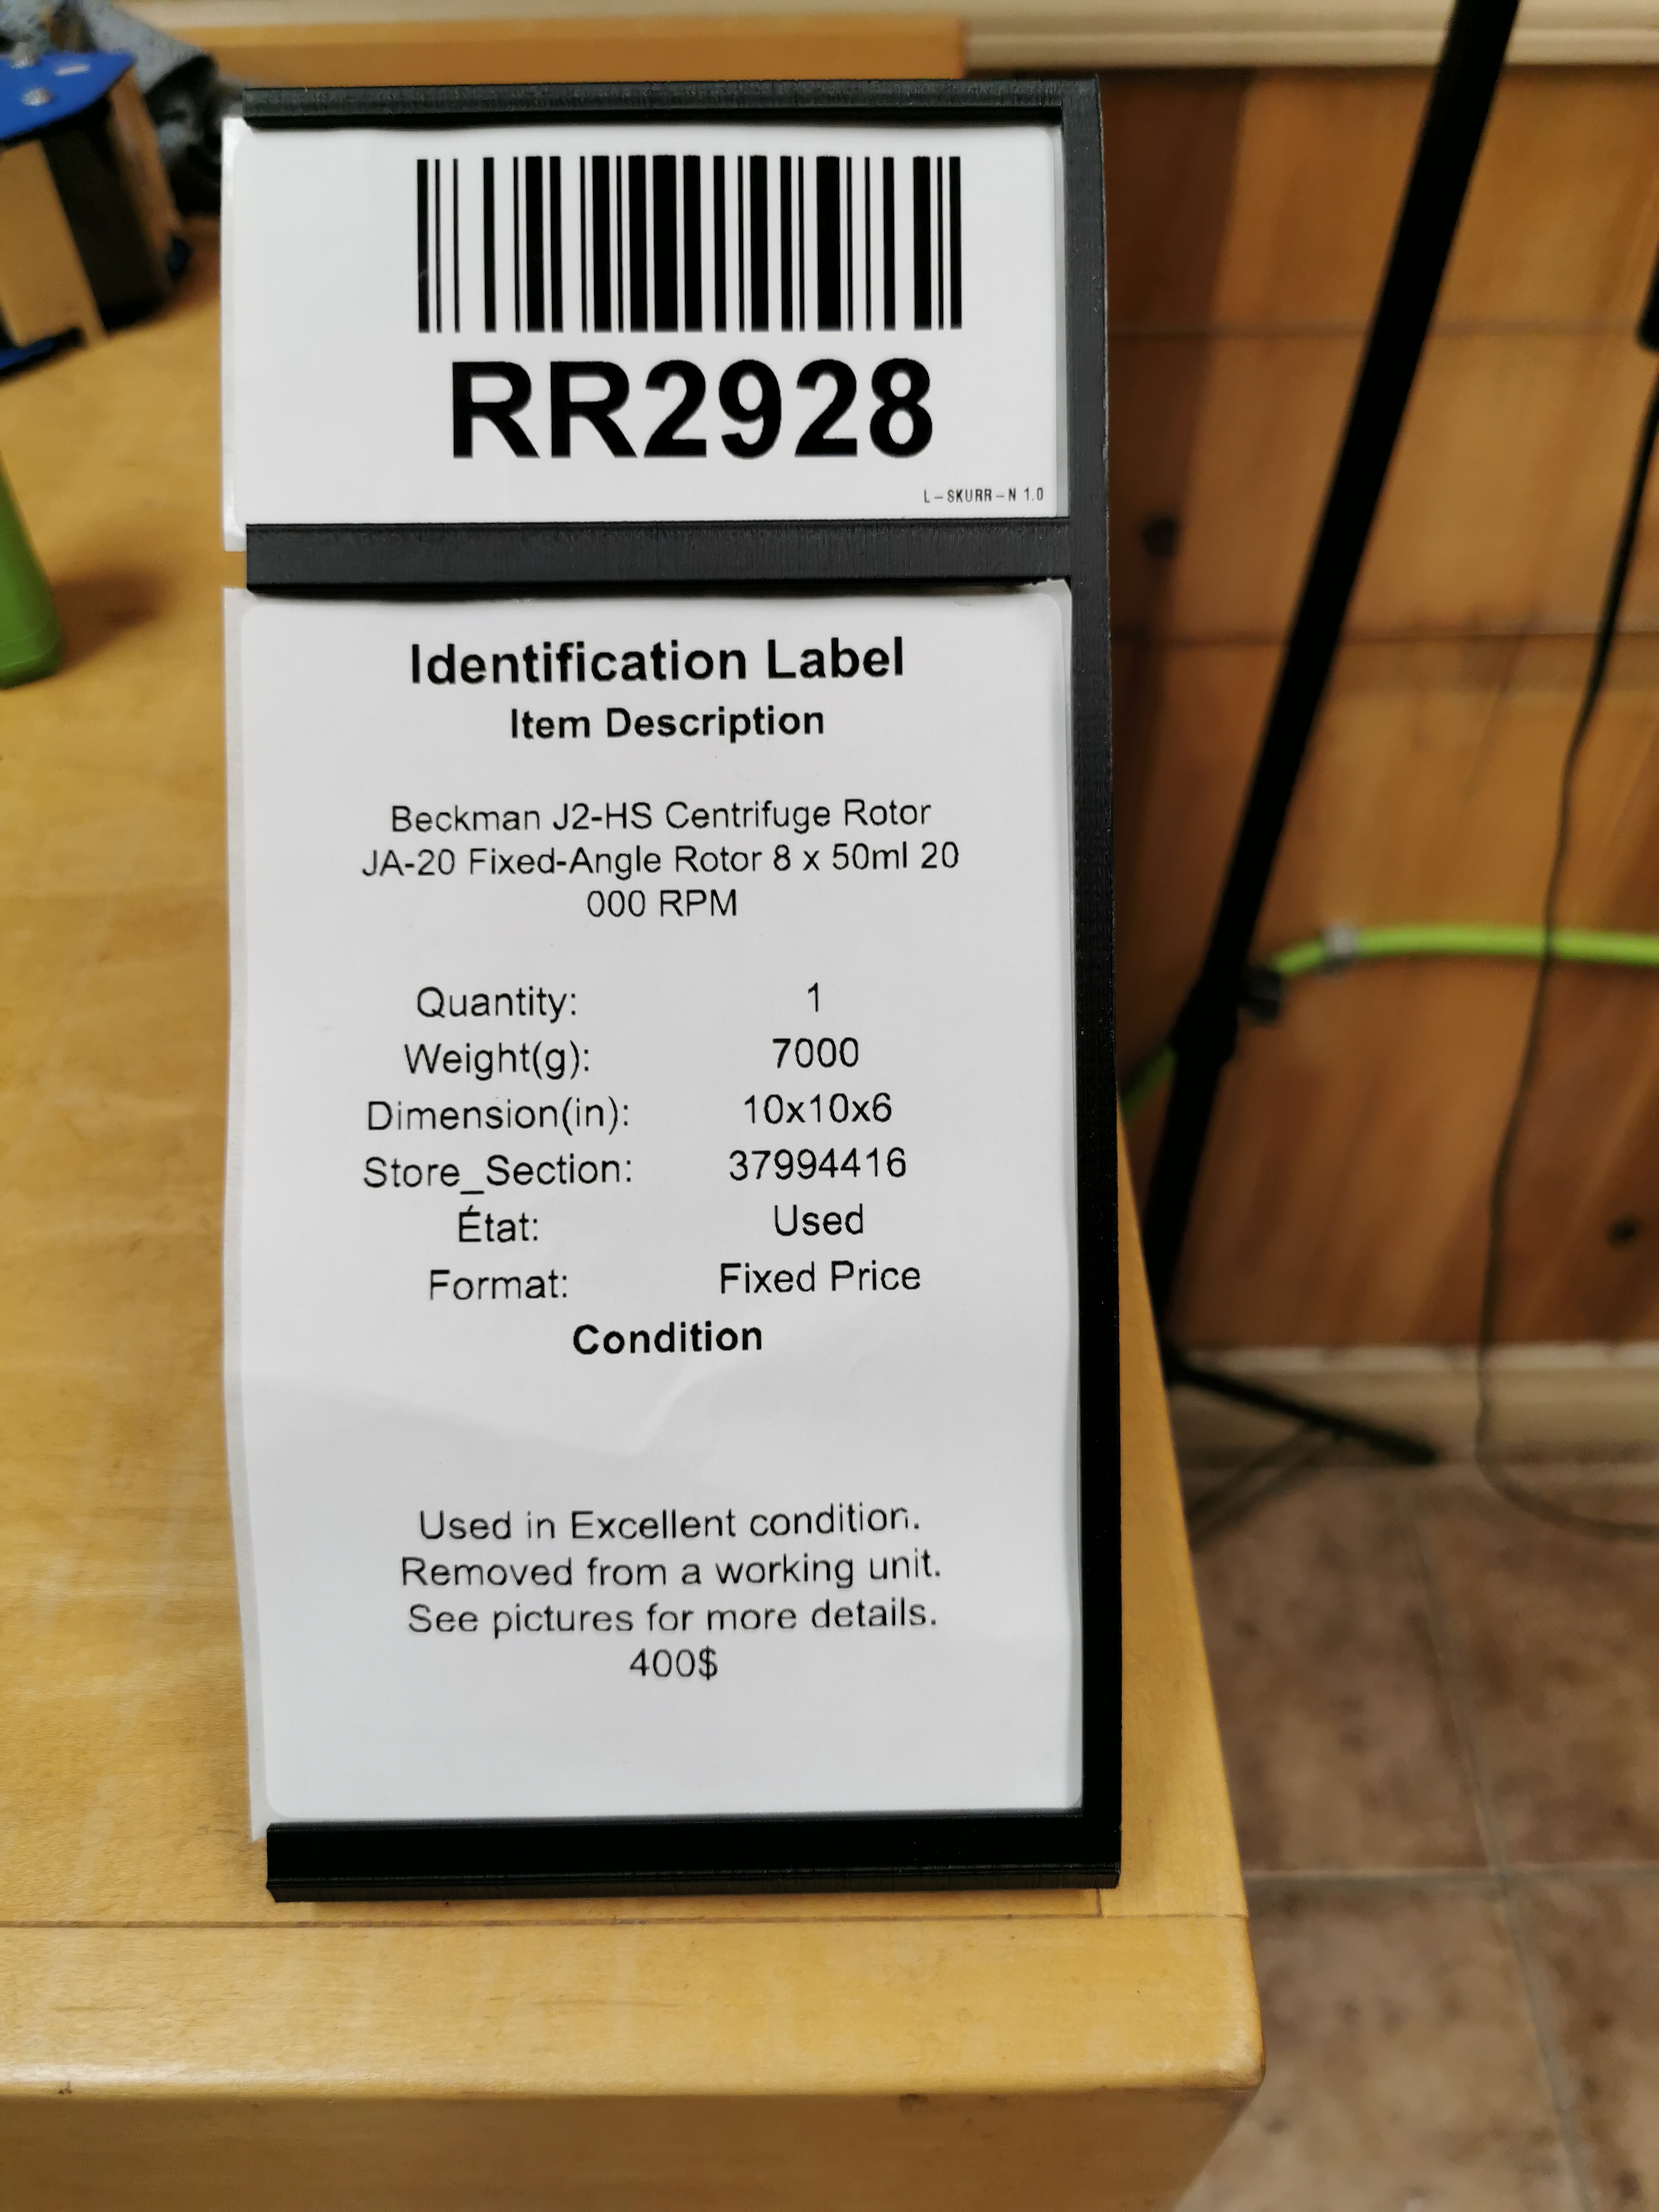 RR2928
L-SKURR-N 1.0
Identification Label
Item Description
Beckman J2-HS Centrifuge Rotor
JA-20 Fixed-Angle Rotor 8 x 50ml 20
000 RPM
Quantity: 1
Weight(g): 7000
Dimension(in): 10x10x6
Store_Section: 37994416
État: Used
Format: Fixed Price
Condition
Used in Excellent condition.
Removed from a working unit.
See pictures for more details.
400$